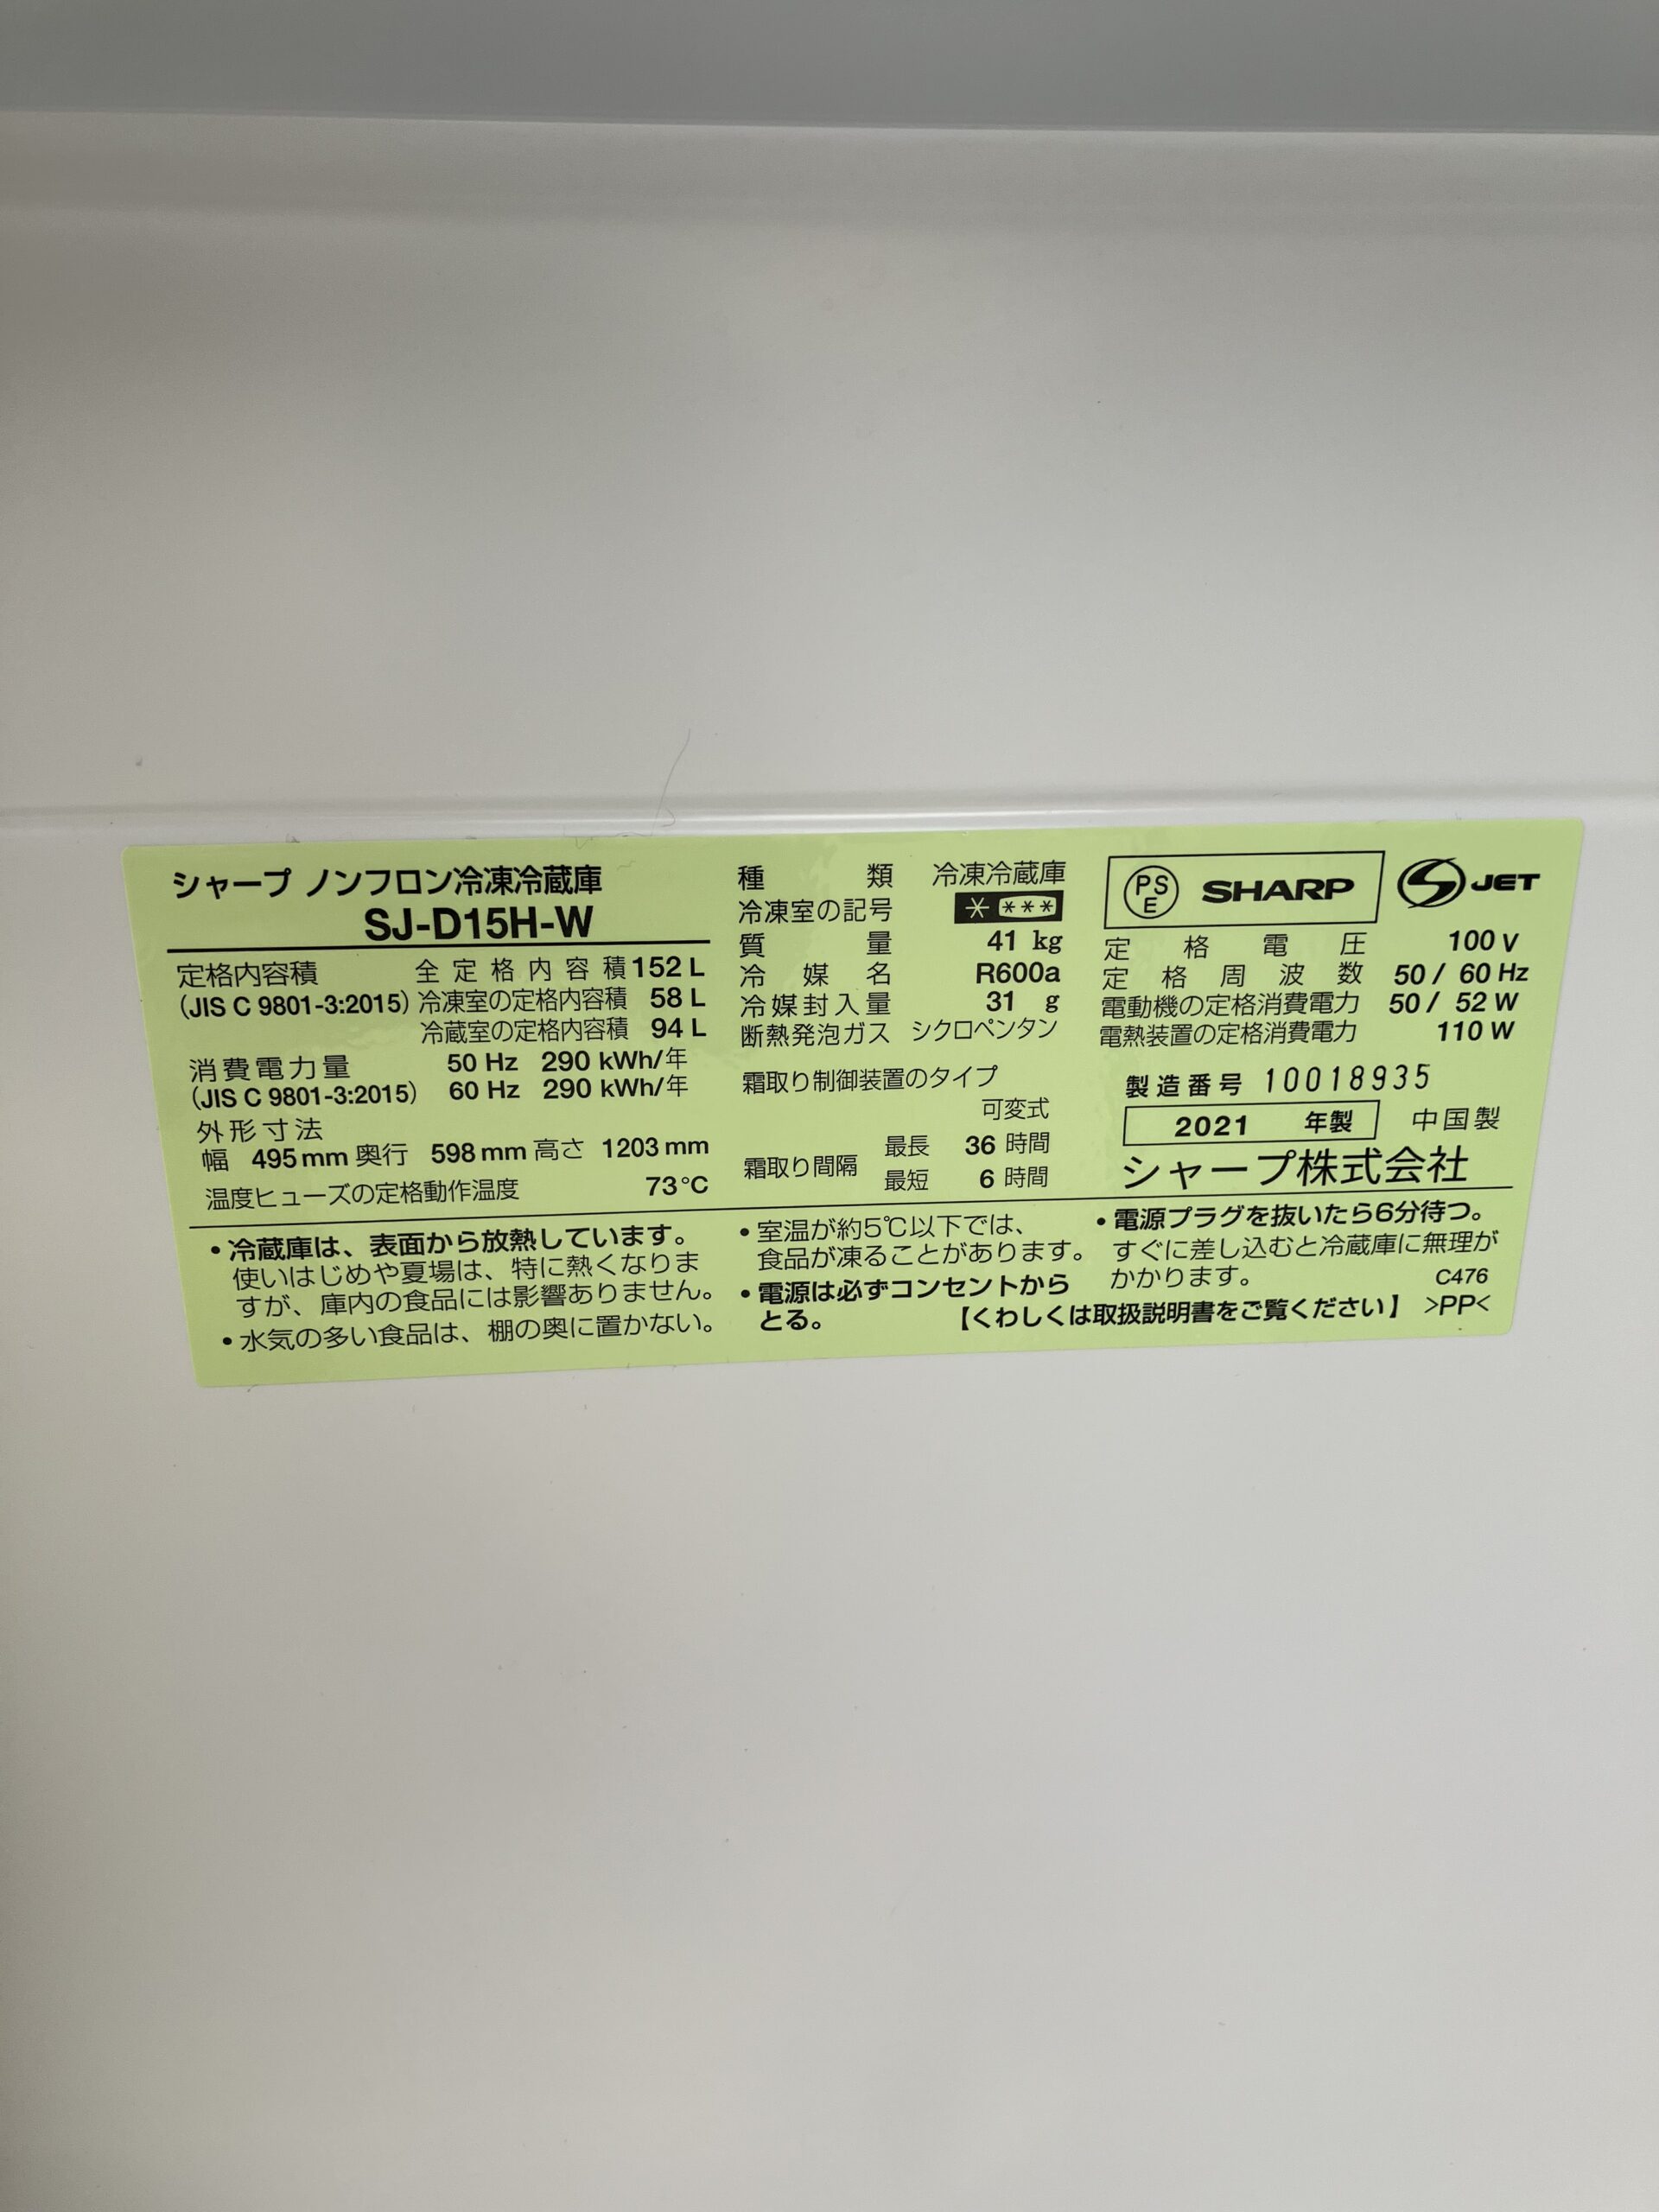 シャープ ノンフロン冷凍冷蔵庫
SJ-D15H-W
定格内容積 全定格内容積 152 L
(JIS C 9801-3:2015) 冷凍室の定格内容積 58 L
冷蔵室の定格内容積 94 L
消費電力量 50 Hz 290 kWh/年
(JIS C 9801-3:2015) 60 Hz 290 kWh/年
外形寸法
幅 495 mm 奥行 598 mm 高さ 1203 mm
温度ヒューズの定格動作温度 73℃
種類 冷凍冷蔵庫
冷凍室の記号 * ***
質量 41 kg
冷媒名 R600a
冷媒封入量 31 g
断熱発泡ガス シクロペンタン
霜取り制御装置のタイプ
可変式
霜取り間隔 最長 36 時間
最短 6 時間
PS E SHARP JET
定格電圧 100 V
定格周波数 50 / 60 Hz
電動機の定格消費電力 50 / 52 W
電熱装置の定格消費電力 110 W
製造番号 10018935
2021 年製 中国製
シャープ株式会社
・冷蔵庫は、表面から放熱しています。
使いはじめや夏場は、特に熱くなりま
すが、庫内の食品には影響ありません。
・水気の多い食品は、棚の奥に置かない。
・室温が約5℃以下では、
食品が凍ることがあります。
・電源は必ずコンセントから
とる。
・電源プラグを抜いたら6分待つ。
すぐに差し込むと冷蔵庫に無理が
かかります。 C476
【くわしくは取扱説明書をご覧ください】 >PP<